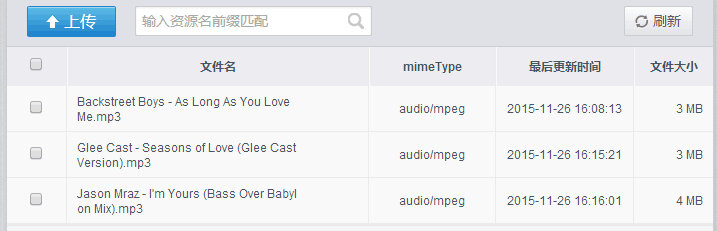 上传 输入资源名前缀匹配 刷新
文件名 mimeType 最后更新时间 文件大小
Backstreet Boys - As Long As You Love
Me.mp3 audio/mpeg 2015-11-26 16:08:13 3 MB
Glee Cast - Seasons of Love (Glee Cast
Version).mp3 audio/mpeg 2015-11-26 16:15:21 3 MB
Jason Mraz - I'm Yours (Bass Over Babyl
on Mix).mp3 audio/mpeg 2015-11-26 16:16:01 4 MB